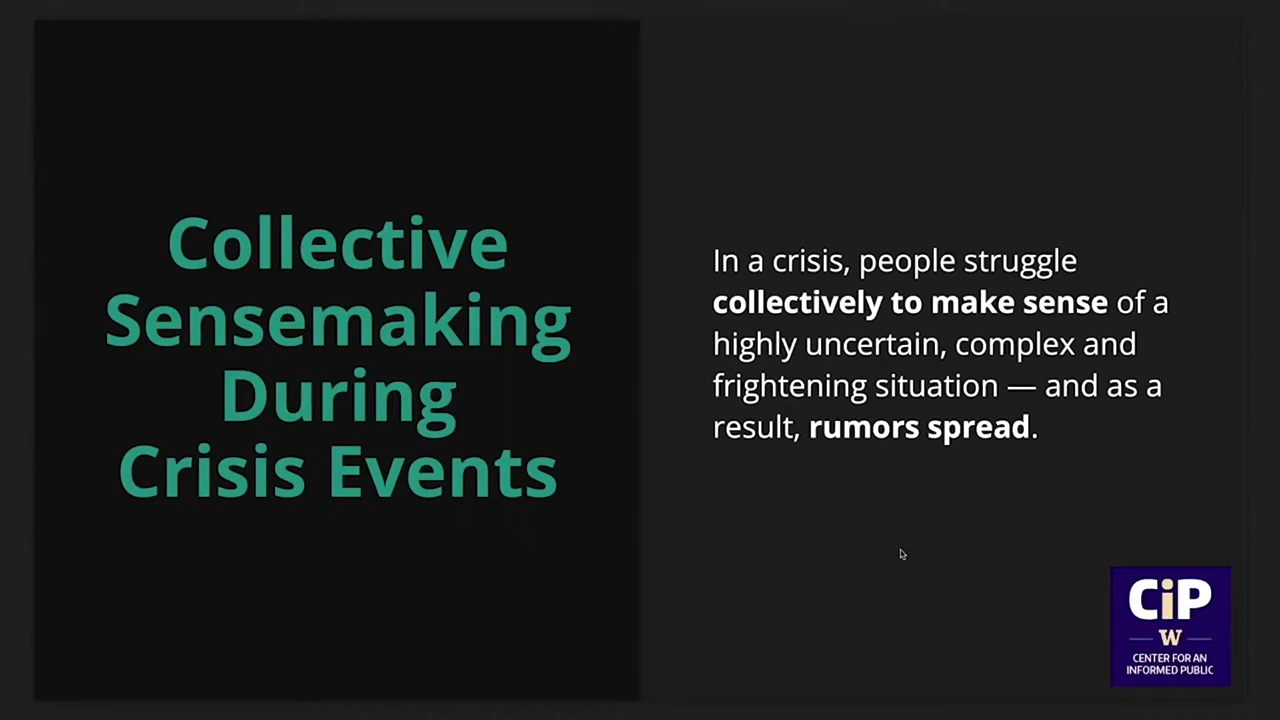 Collective
Sensemaking
During
Crisis Events
In a crisis, people struggle
collectively to make sense of a
highly uncertain, complex and
frightening situation — and as a
result, rumors spread.
CiP
W
CENTER FOR AN
INFORMED PUBLIC